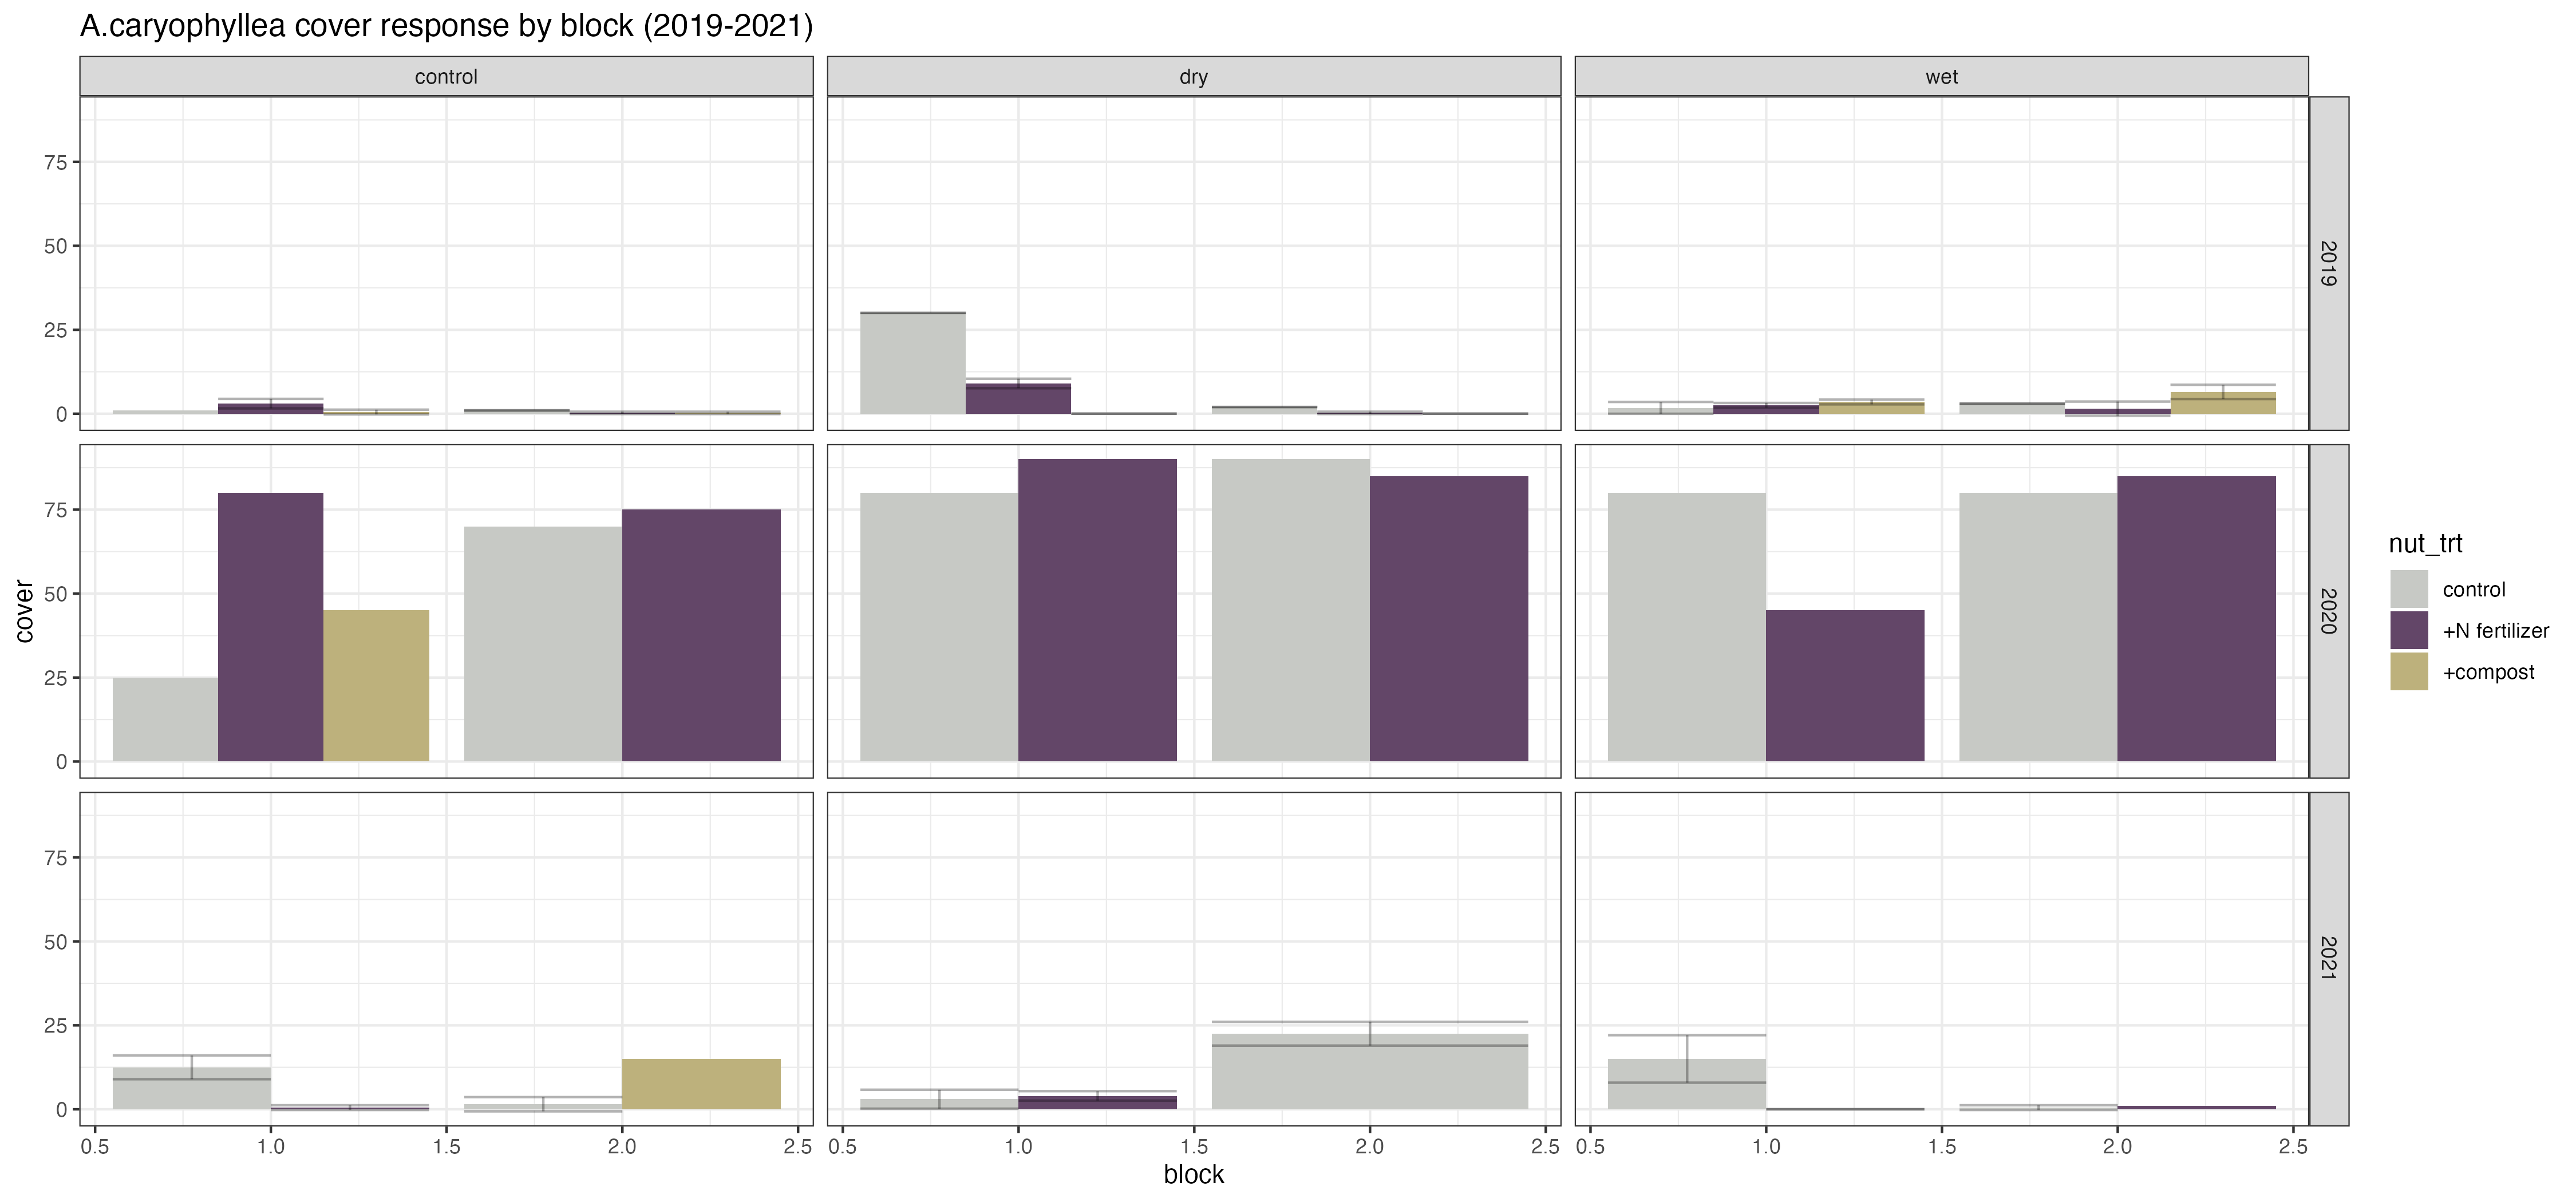 A.caryophyllea cover response by block (2019-2021)
control
dry
wet
75
50
25
0
2019
75
50
25
0
2020
75
50
25
0
2021
0.5 1.0 1.5 2.0 2.5
0.5 1.0 1.5 2.0 2.5
0.5 1.0 1.5 2.0 2.5
block
cover
nut_trt
control
+N fertilizer
+compost